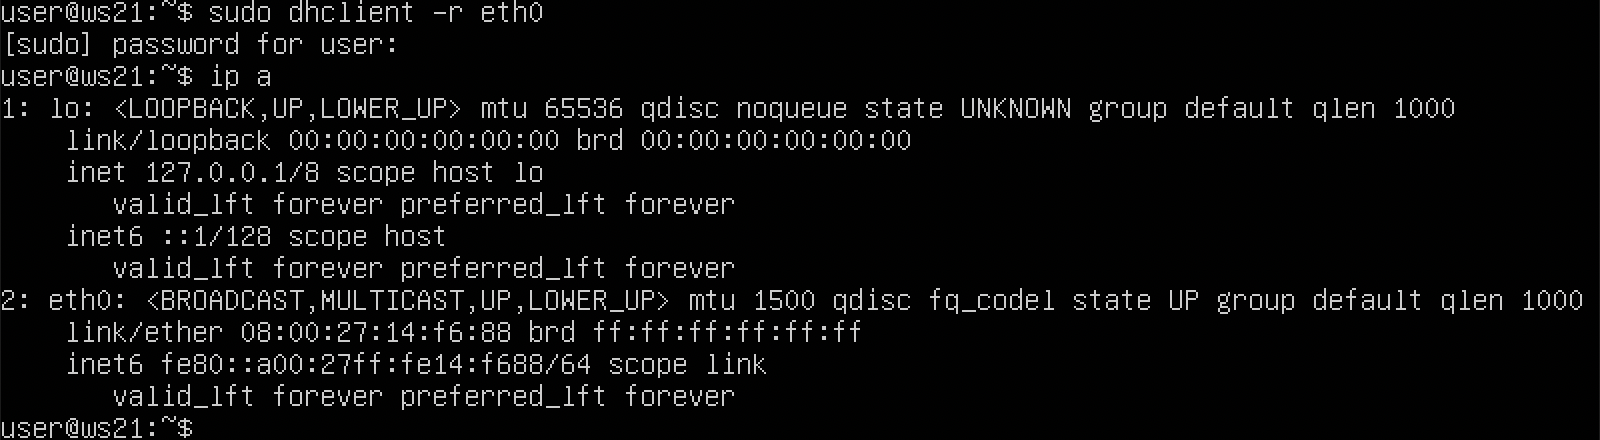 user@ws21:~$ sudo dhclient -r eth0
[sudo] password for user:
user@ws21:~$ ip a
1: lo: <LOOPBACK,UP,LOWER_UP> mtu 65536 qdisc noqueue state UNKNOWN group default qlen 1000
    link/loopback 00:00:00:00:00:00 brd 00:00:00:00:00:00
    inet 127.0.0.1/8 scope host lo
       valid_lft forever preferred_lft forever
    inet6 ::1/128 scope host
       valid_lft forever preferred_lft forever
2: eth0: <BROADCAST,MULTICAST,UP,LOWER_UP> mtu 1500 qdisc fq_codel state UP group default qlen 1000
    link/ether 08:00:27:14:f6:88 brd ff:ff:ff:ff:ff:ff
    inet6 fe80::a00:27ff:fe14:f688/64 scope link
       valid_lft forever preferred_lft forever
user@ws21:~$